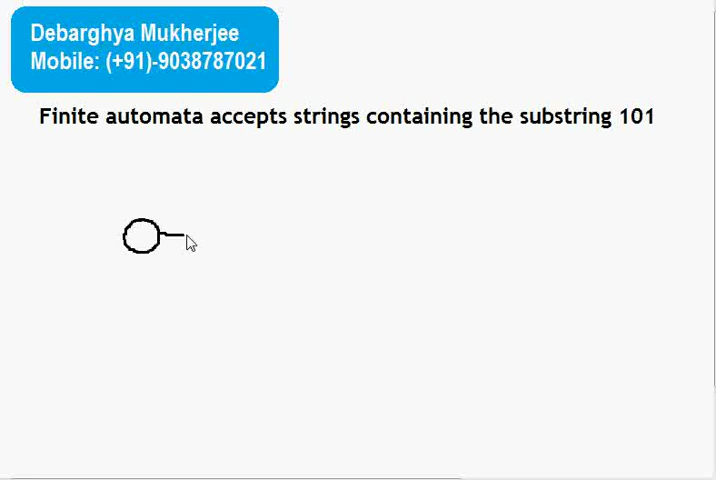 Debarghya Mukherjee
Mobile: (+91)-9038787021
Finite automata accepts strings containing the substring 101